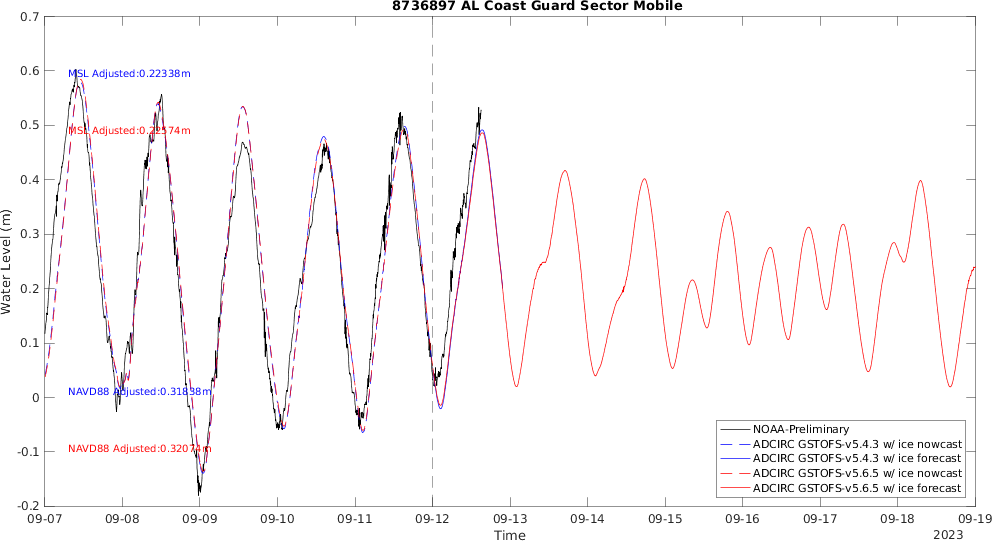 8736897 AL Coast Guard Sector Mobile
0.7
0.6
0.5
0.4
0.3
0.2
0.1
0
-0.1
-0.2
Water Level (m)
MSL Adjusted:0.22338m
MSL Adjusted:0.22574m
NAVD88 Adjusted:0.31838m
NAVD88 Adjusted:0.32074m
NOAA-Preliminary
ADCIRC GSTOFS-v5.4.3 w/ ice nowcast
ADCIRC GSTOFS-v5.4.3 w/ ice forecast
ADCIRC GSTOFS-v5.6.5 w/ ice nowcast
ADCIRC GSTOFS-v5.6.5 w/ ice forecast
09-07 09-08 09-09 09-10 09-11 09-12 09-13 09-14 09-15 09-16 09-17 09-18 09-19
Time
2023